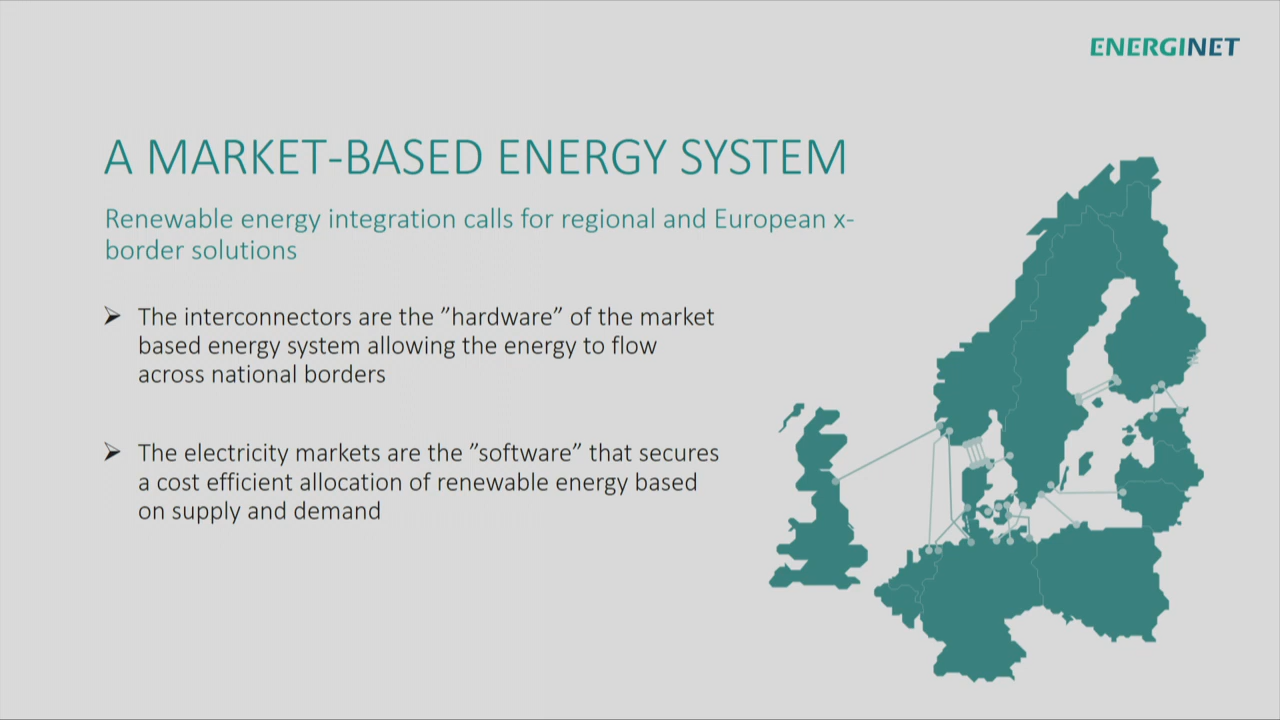 ENERGINET
A MARKET-BASED ENERGY SYSTEM
Renewable energy integration calls for regional and European x-
border solutions
➢ The interconnectors are the ”hardware” of the market
based energy system allowing the energy to flow
across national borders
➢ The electricity markets are the ”software” that secures
a cost efficient allocation of renewable energy based
on supply and demand